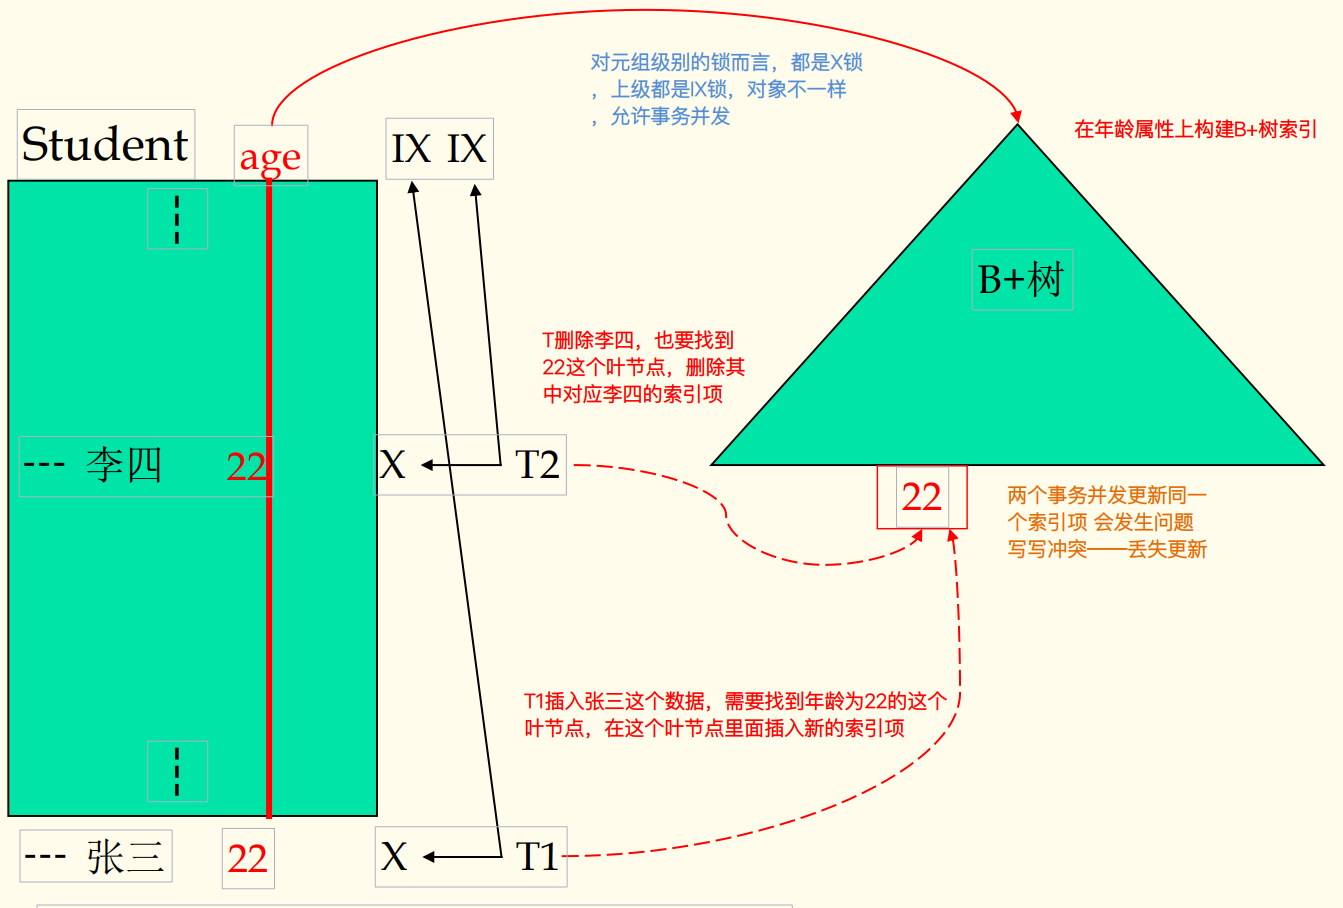 对元组级别的锁而言，都是X锁
，上级都是IX锁，对象不一样
，允许事务并发
Student
age
IX IX
在年龄属性上构建B+树索引
B+树
T删除李四，也要找到
22这个叶节点，删除其
中对应李四的索引项
--- 李四 22
X
T2
22
两个事务并发更新同一
个索引项 会发生问题
写写冲突——丢失更新
T1插入张三这个数据，需要找到年龄为22的这个
叶节点，在这个叶节点里面插入新的索引项
--- 张三
22
X
T1